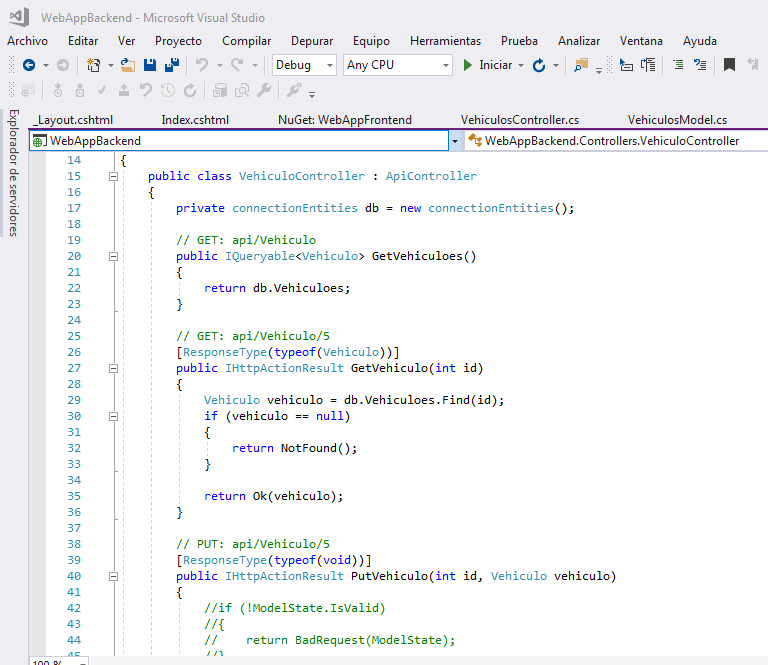 WebAppBackend - Microsoft Visual Studio
Archivo Editar Ver Proyecto Compilar Depurar Equipo Herramientas Prueba Analizar Ventana Ayuda
Debug Any CPU Iniciar
_Layout.cshtml Index.cshtml NuGet: WebAppFrontend VehiculosController.cs VehiculosModel.cs
Explorador de servidores
WebAppBackend WebAppBackend.Controllers.VehiculoController
14 {
15 public class VehiculoController : ApiController
16 {
17 private connectionEntities db = new connectionEntities();
18
19 // GET: api/Vehiculo
20 public IQueryable<Vehiculo> GetVehiculoes()
21 {
22 return db.Vehiculoes;
23 }
24
25 // GET: api/Vehiculo/5
26 [ResponseType(typeof(Vehiculo))]
27 public IHttpActionResult GetVehiculo(int id)
28 {
29 Vehiculo vehiculo = db.Vehiculoes.Find(id);
30 if (vehiculo == null)
31 {
32 return NotFound();
33 }
34
35 return Ok(vehiculo);
36 }
37
38 // PUT: api/Vehiculo/5
39 [ResponseType(typeof(void))]
40 public IHttpActionResult PutVehiculo(int id, Vehiculo vehiculo)
41 {
42 //if (!ModelState.IsValid)
43 //{
44 // return BadRequest(ModelState);
45 //}
100 %